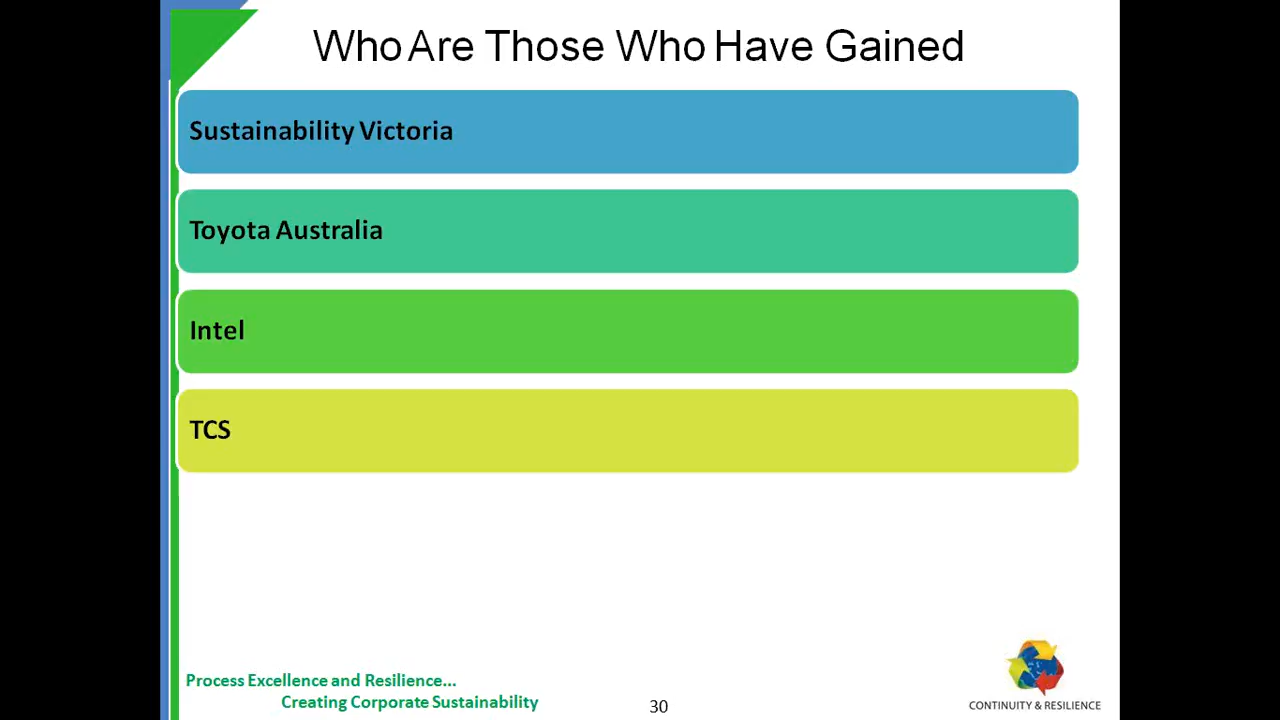 Who Are Those Who Have Gained
Sustainability Victoria
Toyota Australia
Intel
TCS
Process Excellence and Resilience...
Creating Corporate Sustainability
30
CONTINUITY & RESILIENCE